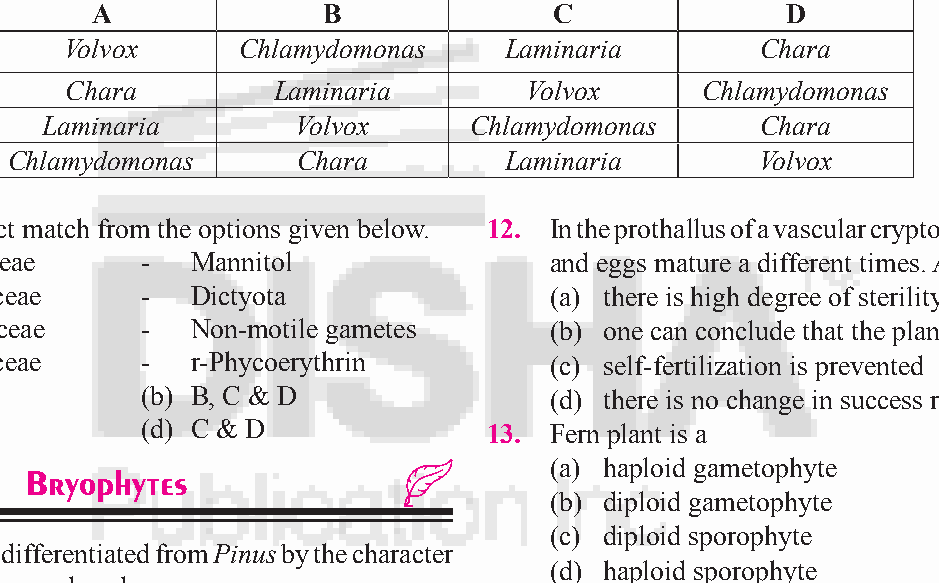 A B C D
Volvox Chlamydomonas Laminaria Chara
Chara Laminaria Volvox Chlamydomonas
Laminaria Volvox Chlamydomonas Chara
Chlamydomonas Chara Laminaria Volvox
ct match from the options given below.
eae - Mannitol
ceae - Dictyota
ceae - Non-motile gametes
ceae - r-Phycoerythrin
(b) B, C & D
(d) C & D
BRYOPHYTES
differentiated from Pinus by the character
12. In the prothallus of a vascular crypto
and eggs mature a different times. A
(a) there is high degree of sterility
(b) one can conclude that the plan
(c) self-fertilization is prevented
(d) there is no change in success r
13. Fern plant is a
(a) haploid gametophyte
(b) diploid gametophyte
(c) diploid sporophyte
(d) haploid sporophyte
DISHA
Publication Inc.